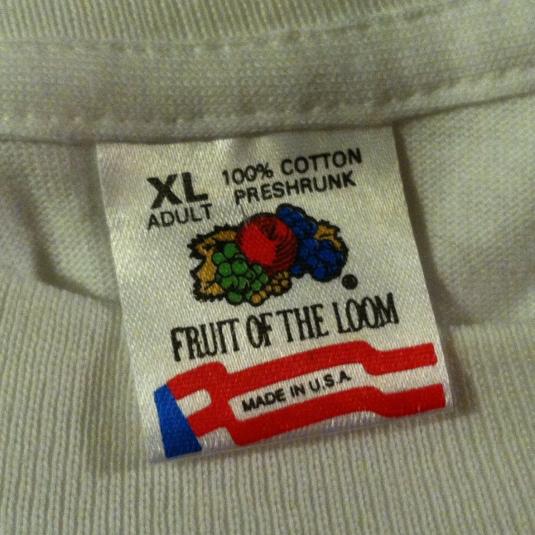 XL 100% COTTON
ADULT PRESHRUNK
®
FRUIT OF THE LOOM
MADE IN U.S.A.